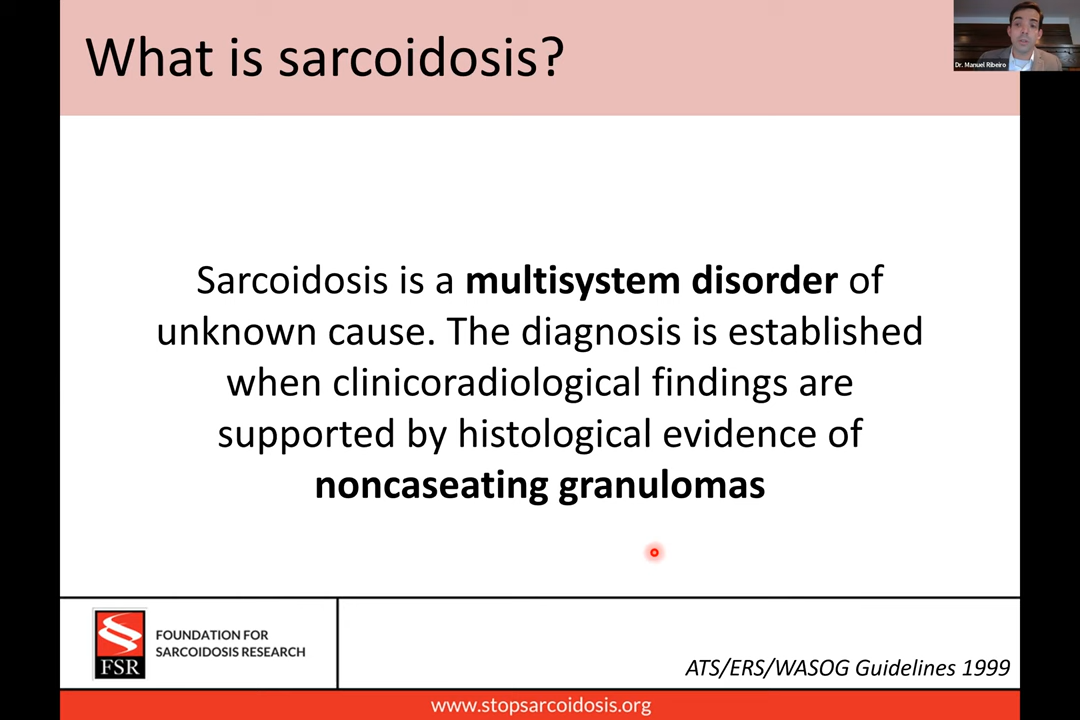 What is sarcoidosis?
Dr. Manuel Ribeiro
Sarcoidosis is a multisystem disorder of
unknown cause. The diagnosis is established
when clinicoradiological findings are
supported by histological evidence of
noncaseating granulomas
FSR
FOUNDATION FOR
SARCOIDOSIS RESEARCH
ATS/ERS/WASOG Guidelines 1999
www.stopsarcoidosis.org